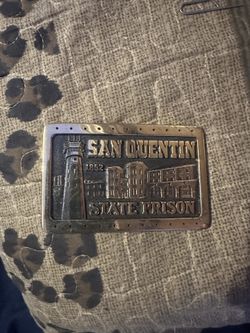 SAN QUENTIN
1852
STATE PRISON